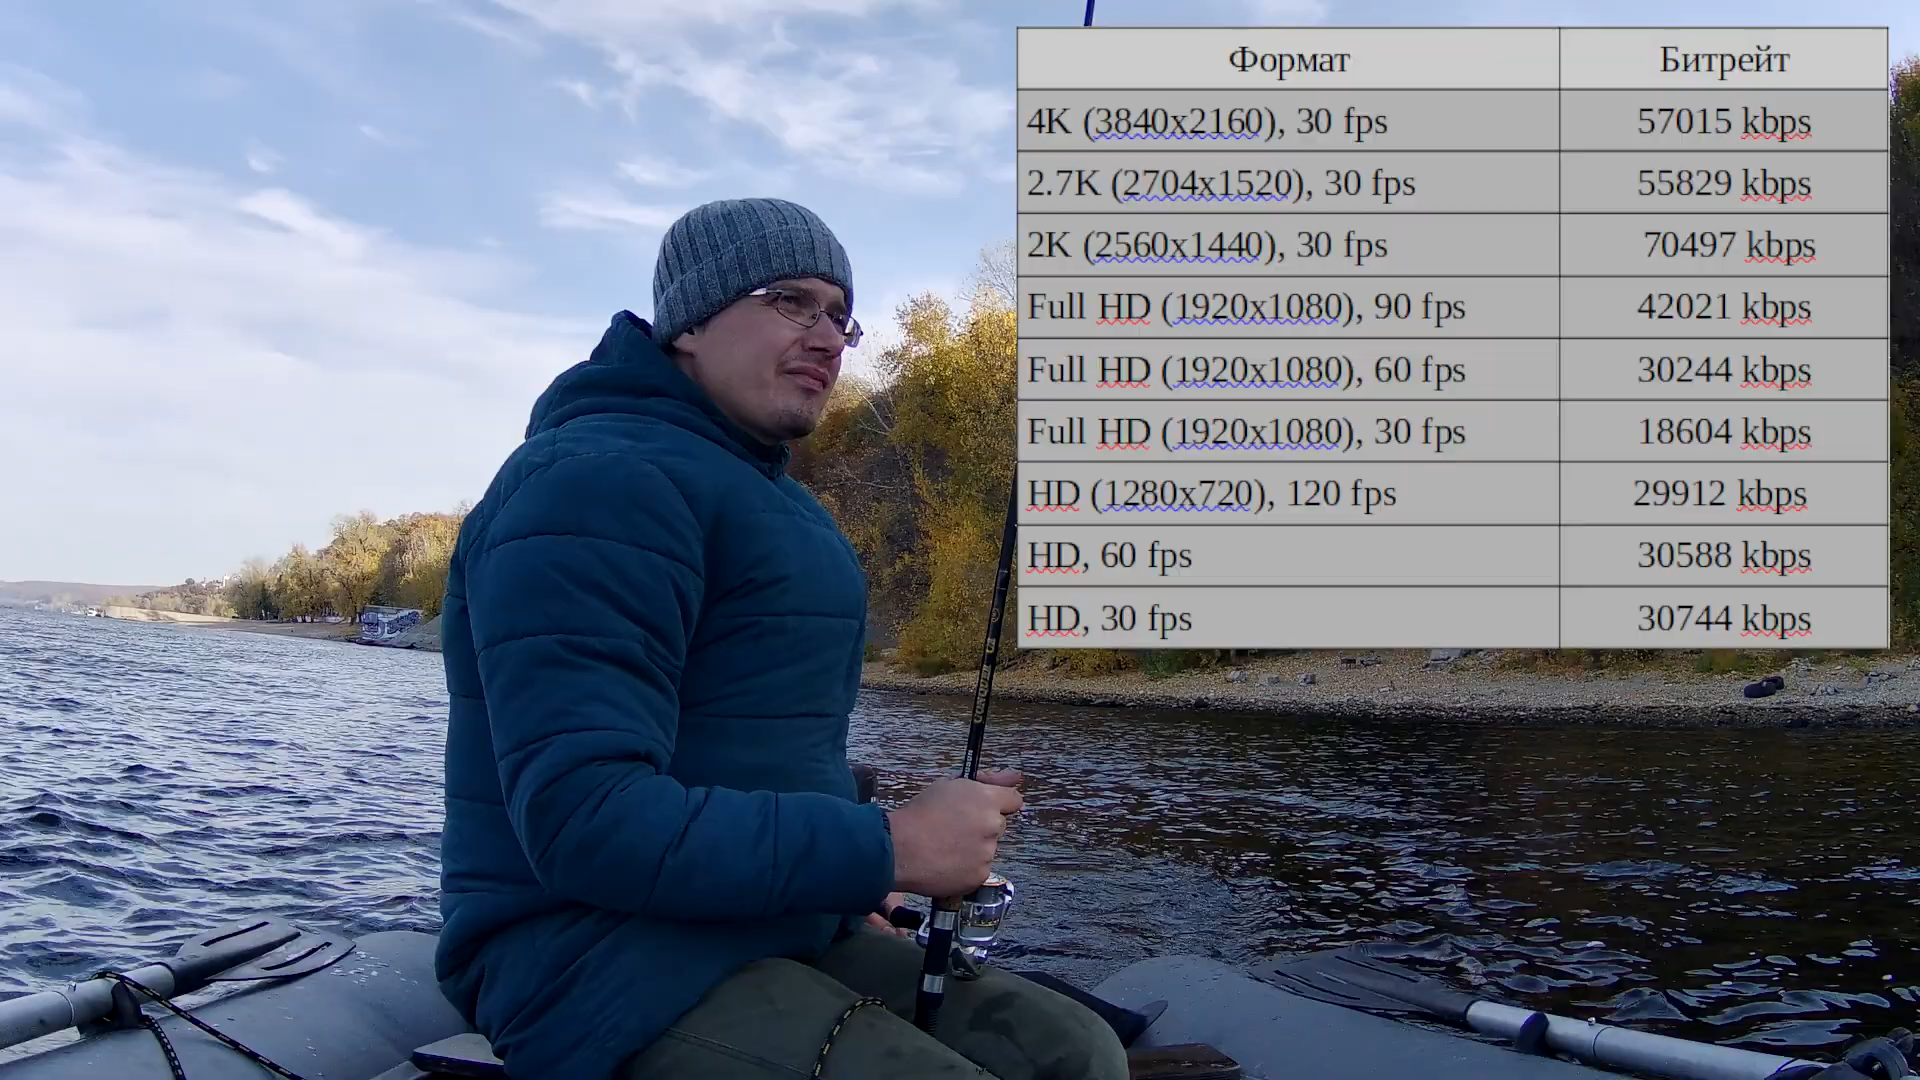 Формат Битрейт
4K (3840x2160), 30 fps 57015 kbps
2.7K (2704x1520), 30 fps 55829 kbps
2K (2560x1440), 30 fps 70497 kbps
Full HD (1920x1080), 90 fps 42021 kbps
Full HD (1920x1080), 60 fps 30244 kbps
Full HD (1920x1080), 30 fps 18604 kbps
HD (1280x720), 120 fps 29912 kbps
HD, 60 fps 30588 kbps
HD, 30 fps 30744 kbps